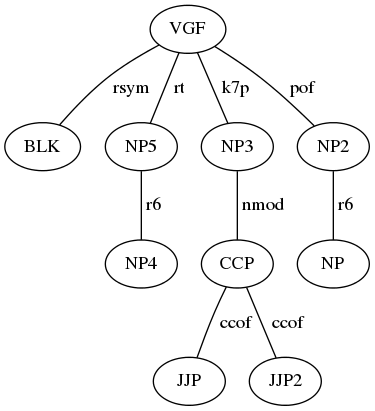 VGF
rsym rt k7p pof
BLK NP5 NP3 NP2
r6 nmod r6
NP4 CCP NP
ccof ccof
JJP JJP2